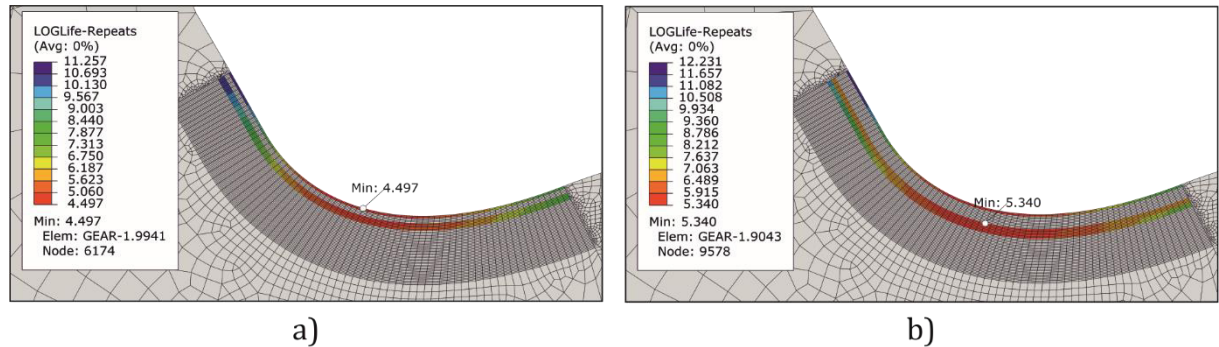 LOGLife-Repeats
(Avg: 0%)
11.257
10.693
10.130
9.567
9.003
8.440
7.877
7.313
6.750
6.187
5.623
5.060
4.497
Min: 4.497
Elem: GEAR-1.9941
Node: 6174
Min: 4.497
a)
LOGLife-Repeats
(Avg: 0%)
12.231
11.657
11.082
10.508
9.934
9.360
8.786
8.212
7.637
7.063
6.489
5.915
5.340
Min: 5.340
Elem: GEAR-1.9043
Node: 9578
Min: 5.340
b)